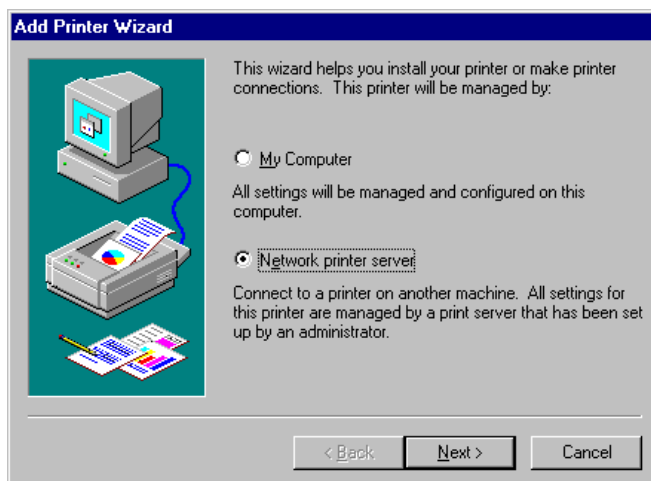 Add Printer Wizard
This wizard helps you install your printer or make printer
connections.  This printer will be managed by:
My Computer
All settings will be managed and configured on this
computer.
Network printer server
Connect to a printer on another machine.  All settings for
this printer are managed by a print server that has been set
up by an administrator.
< Back
Next >
Cancel